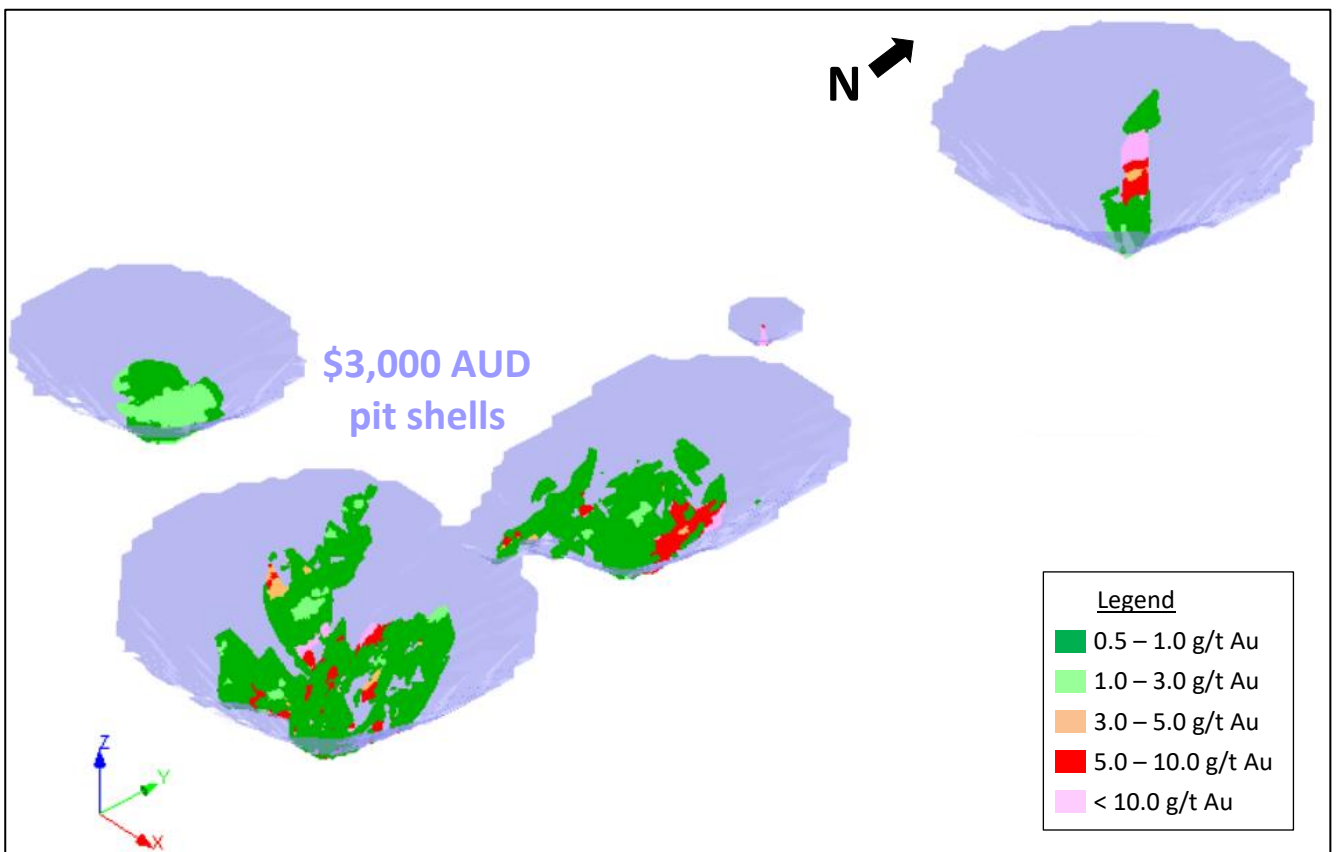 N
$3,000 AUD
pit shells
Legend
0.5 – 1.0 g/t Au
1.0 – 3.0 g/t Au
3.0 – 5.0 g/t Au
5.0 – 10.0 g/t Au
< 10.0 g/t Au
Z
Y
X